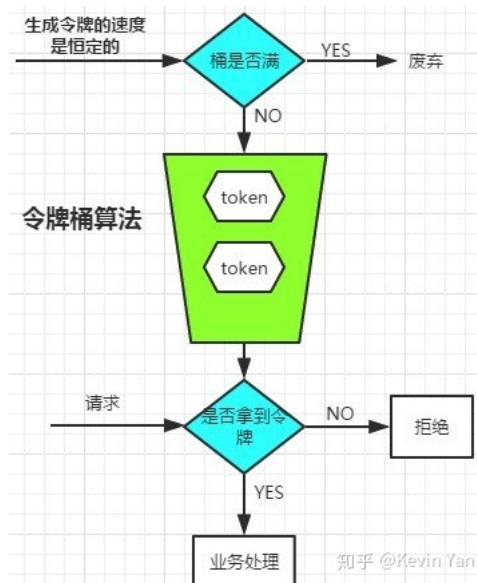 生成令牌的速度
是恒定的
桶是否满
YES
废弃
NO
token
令牌桶算法
token
请求
是否拿到令
牌
NO
拒绝
YES
业务处理
知乎 @Kevin Yan